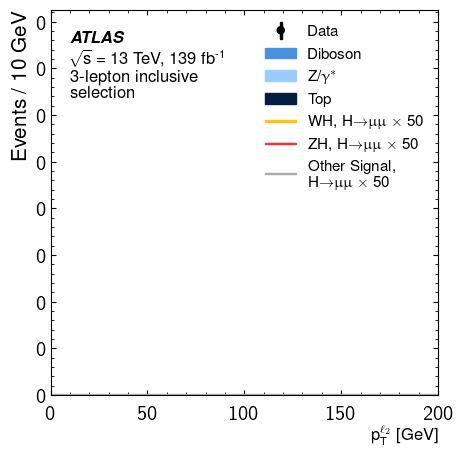 Events / 10 GeV
0
0
0
0
0
0
0
0
0
ATLAS
√s = 13 TeV, 139 fb⁻¹
3-lepton inclusive
selection
Data
Diboson
Z/γ*
Top
WH, H→μμ × 50
ZH, H→μμ × 50
Other Signal,
H→μμ × 50
0 50 100 150 200
p_T^ℓ₂ [GeV]